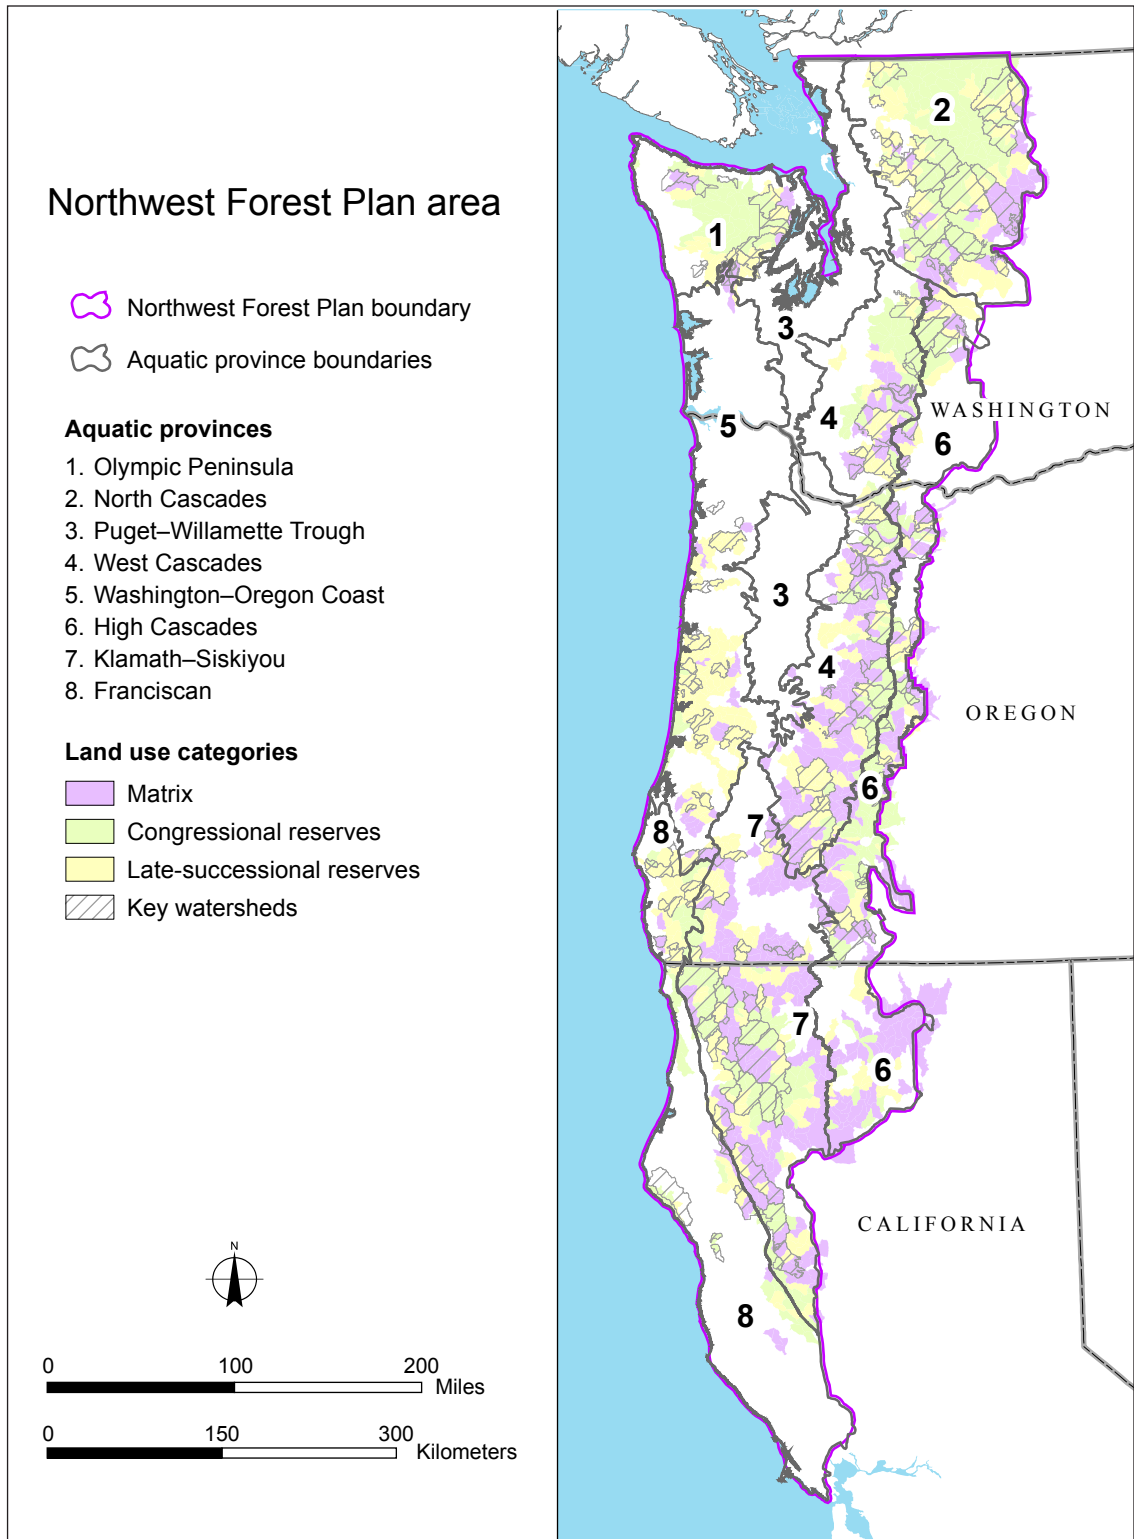 Northwest Forest Plan area
Northwest Forest Plan boundary
Aquatic province boundaries
Aquatic provinces
1. Olympic Peninsula
2. North Cascades
3. Puget–Willamette Trough
4. West Cascades
5. Washington–Oregon Coast
6. High Cascades
7. Klamath–Siskiyou
8. Franciscan
Land use categories
Matrix
Congressional reserves
Late-successional reserves
Key watersheds
N
0 100 200
Miles
0 150 300
Kilometers
2
1
3
WASHINGTON
4
5
6
3
4
OREGON
6
8
7
7
6
CALIFORNIA
8